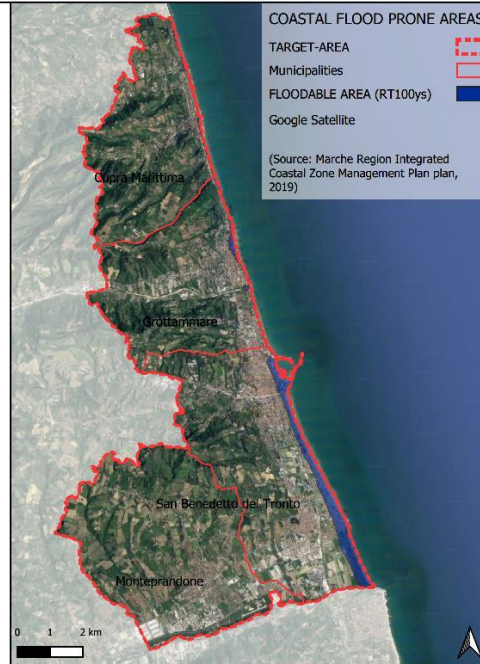 COASTAL FLOOD PRONE AREAS
TARGET-AREA
Municipalities
FLOODABLE AREA (RT100ys)
Google Satellite
(Source: Marche Region Integrated
Coastal Zone Management Plan plan,
2019)
Cupra Marittima
Grottammare
San Benedetto del Tronto
Monteprandone
0 1 2 km